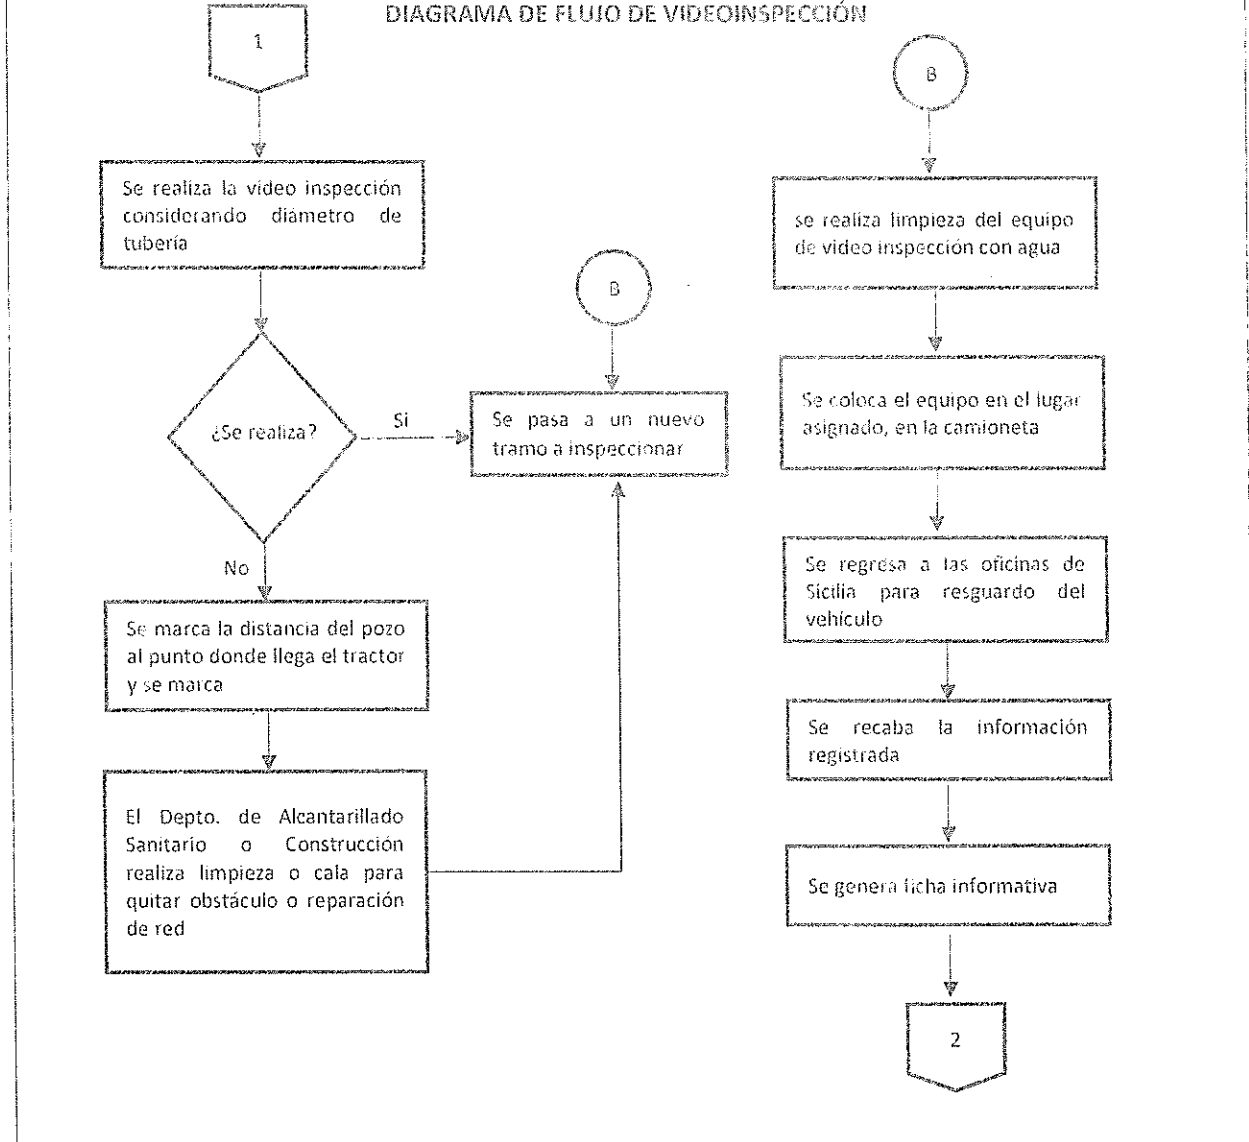 DIAGRAMA DE FLUJO DE VIDEOINSPECCIÓN
1
Se realiza la video inspección
considerando diámetro de
tubería
¿Se realiza?
Si
No
B
Se pasa a un nuevo
tramo a inspeccionar
Se marca la distancia del pozo
al punto donde llega el tractor
y se marca
El Depto. de Alcantarillado
Sanitario o Construcción
realiza limpieza o cala para
quitar obstáculo o reparación
de red
B
se realiza limpieza del equipo
de video inspección con agua
Se coloca el equipo en el lugar
asignado, en la camioneta
Se regresa a las oficinas de
Sicilia para resguardo del
vehículo
Se recaba la información
registrada
Se genera ficha informativa
2